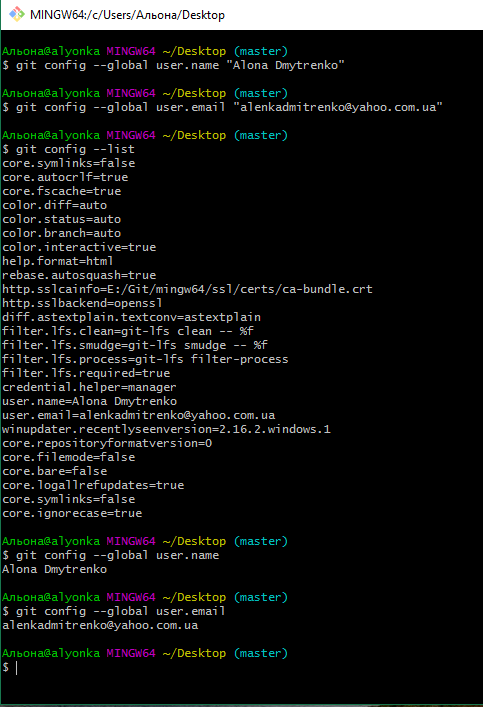 MINGW64:/c/Users/Альона/Desktop
Альона@alyonka MINGW64 ~/Desktop (master)
$ git config --global user.name "Alona Dmytrenko"
Альона@alyonka MINGW64 ~/Desktop (master)
$ git config --global user.email "alenkadmitrenko@yahoo.com.ua"
Альона@alyonka MINGW64 ~/Desktop (master)
$ git config --list
core.symlinks=false
core.autocrlf=true
core.fscache=true
color.diff=auto
color.status=auto
color.branch=auto
color.interactive=true
help.format=html
rebase.autosquash=true
http.sslcainfo=E:/Git/mingw64/ssl/certs/ca-bundle.crt
http.sslbackend=openssl
diff.astextplain.textconv=astextplain
filter.lfs.clean=git-lfs clean -- %f
filter.lfs.smudge=git-lfs smudge -- %f
filter.lfs.process=git-lfs filter-process
filter.lfs.required=true
credential.helper=manager
user.name=Alona Dmytrenko
user.email=alenkadmitrenko@yahoo.com.ua
winupdater.recentlyseenversion=2.16.2.windows.1
core.repositoryformatversion=0
core.filemode=false
core.bare=false
core.logallrefupdates=true
core.symlinks=false
core.ignorecase=true
Альона@alyonka MINGW64 ~/Desktop (master)
$ git config --global user.name
Alona Dmytrenko
Альона@alyonka MINGW64 ~/Desktop (master)
$ git config --global user.email
alenkadmitrenko@yahoo.com.ua
Альона@alyonka MINGW64 ~/Desktop (master)
$